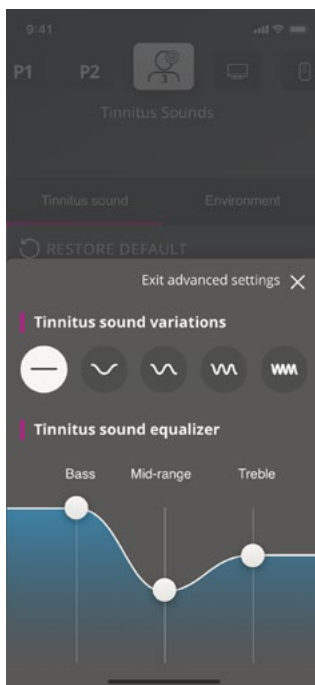 9:41
P1 P2 3
Tinnitus Sounds
Tinnitus sound Environment
RESTORE DEFAULT
Exit advanced settings
Tinnitus sound variations
Tinnitus sound equalizer
Bass Mid-range Treble